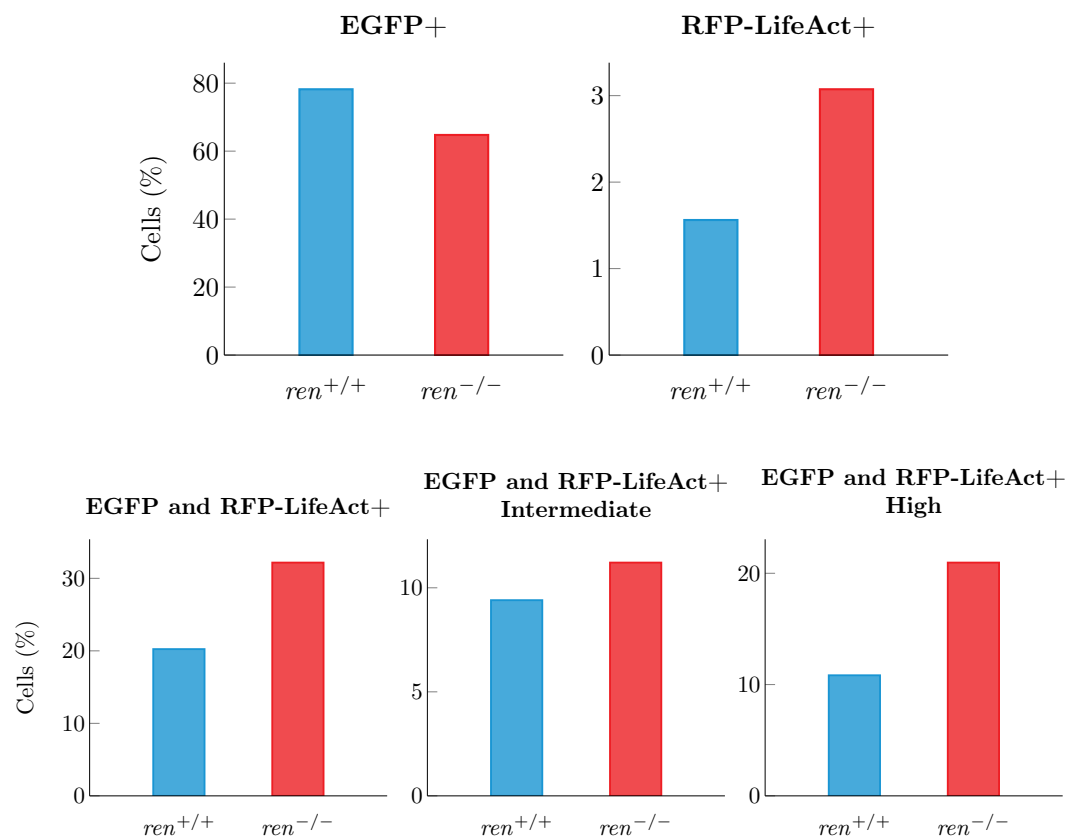 EGFP+
RFP-LifeAct+
Cells (%)
80
60
40
20
0
3
2
1
0
ren+/+
ren−/−
ren+/+
ren−/−
EGFP and RFP-LifeAct+
EGFP and RFP-LifeAct+
Intermediate
EGFP and RFP-LifeAct+
High
Cells (%)
30
20
10
0
10
5
0
20
10
0
ren+/+
ren−/−
ren+/+
ren−/−
ren+/+
ren−/−